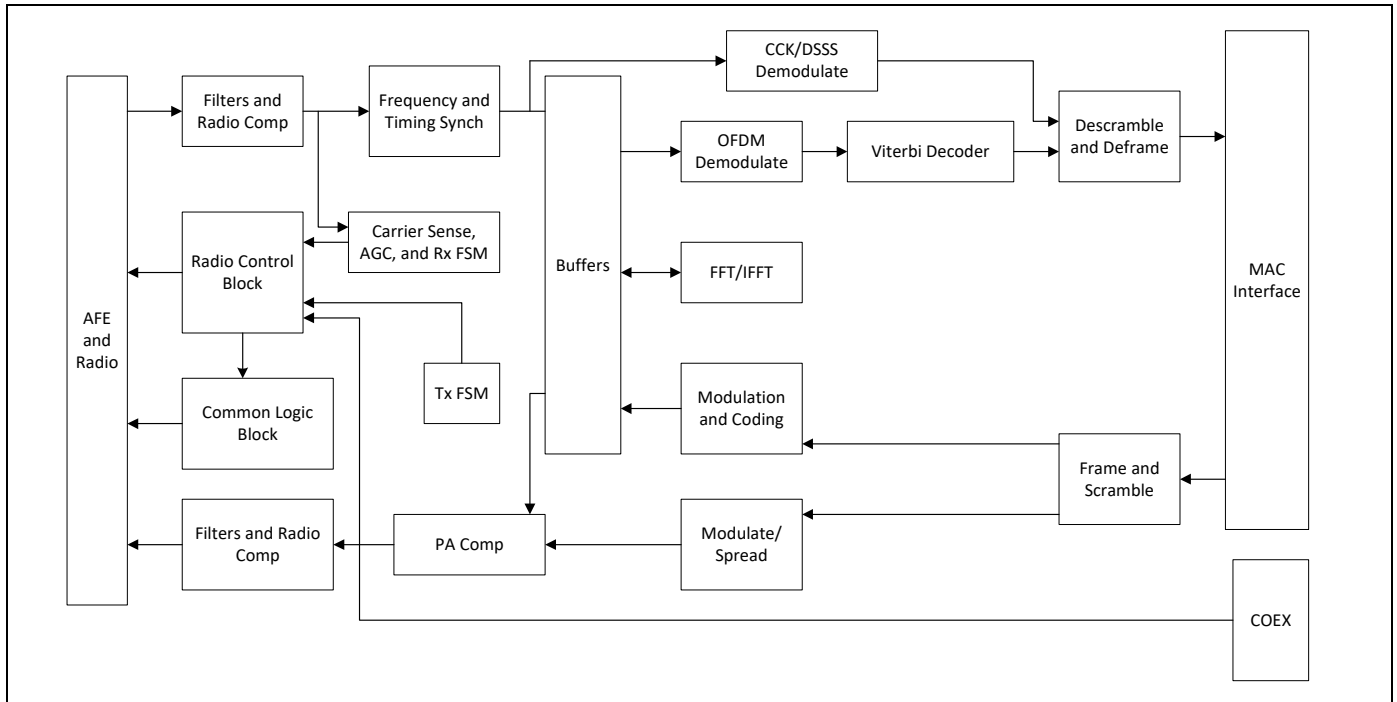 CCK/DSSS
Demodulate
Filters and
Radio Comp
Frequency and
Timing Synch
Descramble
and Deframe
OFDM
Demodulate
Viterbi Decoder
Carrier Sense,
AGC, and Rx FSM
Radio Control
Block
Buffers
FFT/IFFT
MAC
Interface
AFE
and
Radio
Tx FSM
Modulation
and Coding
Common Logic
Block
Frame and
Scramble
Filters and Radio
Comp
PA Comp
Modulate/
Spread
COEX